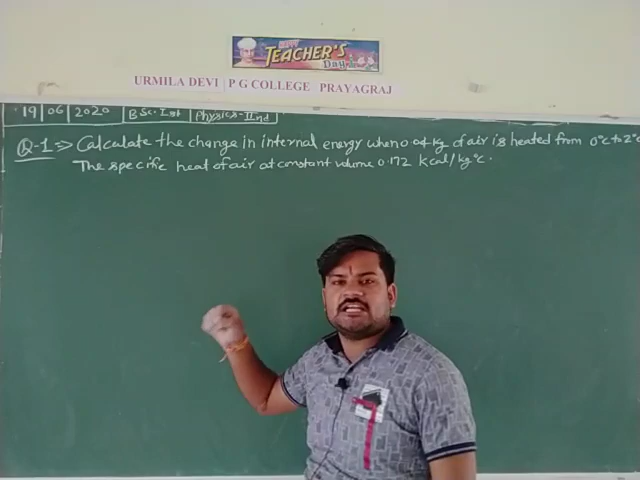 HAPPY
TEACHER'S
Day
URMILA DEVI P G COLLEGE PRAYAGRAJ
19/06/2020 BSc-Ist Physics-IInd
Q-1 => Calculate the change in internal energy when 0.01 kg of air is heated from 0°c to 2°c
The specific heat of air at constant volume 0.172 kcal/kg°c.